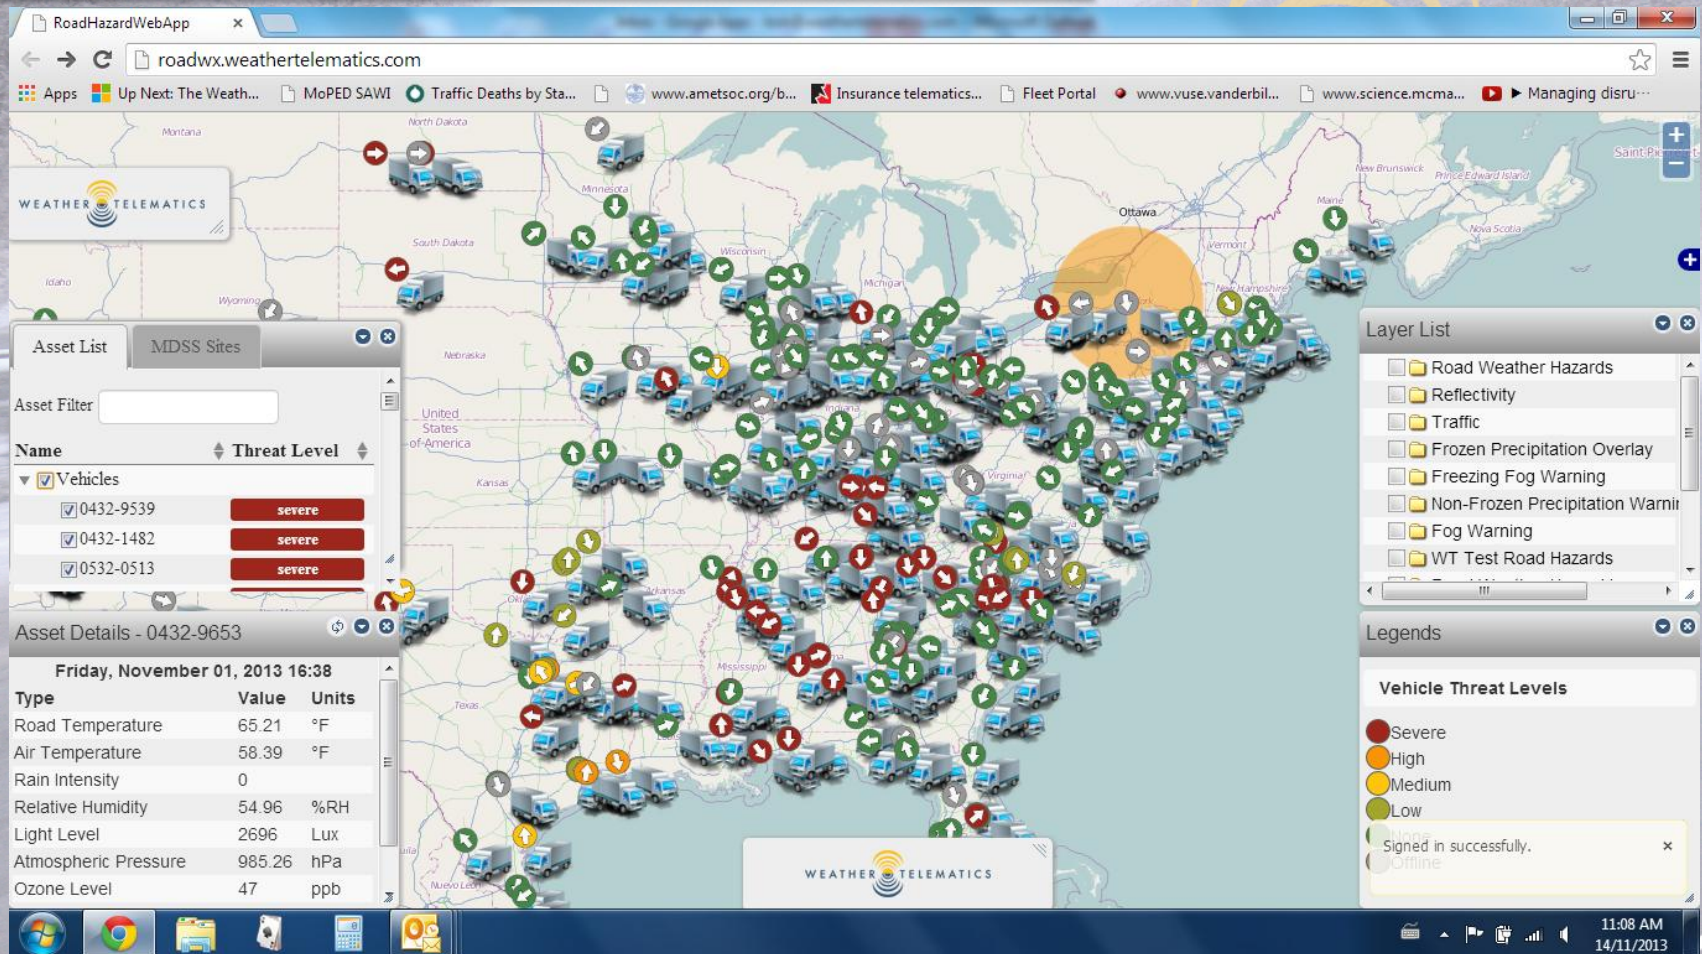 RoadHazardWebApp
roadwx.weathertelematics.com
Apps Up Next: The Weath... MoPED SAWI Traffic Deaths by Sta... www.ametsoc.org/b... Insurance telematics... Fleet Portal www.vuse.vanderbil... www.science.mcma... ► Managing disru...
North Dakota
Montana
Minnesota
Ottawa
New Brunswick
Prince Edward Island
Maine
Nova Scotia
WEATHER TELEMATICS
South Dakota
Wisconsin
Michigan
Vermont
New Hampshire
Idaho
Wyoming
Nebraska
United
States
of America
Indiana
Kansas
Virginia
Arkansas
Mississippi
Texas
Nuevo León
Asset List MDSS Sites
Asset Filter
Name Threat Level
Vehicles
0432-9539 severe
0432-1482 severe
0532-0513 severe
Asset Details - 0432-9653
Friday, November 01, 2013 16:38
Type Value Units
Road Temperature 65.21 °F
Air Temperature 58.39 °F
Rain Intensity 0
Relative Humidity 54.96 %RH
Light Level 2696 Lux
Atmospheric Pressure 985.26 hPa
Ozone Level 47 ppb
Layer List
Road Weather Hazards
Reflectivity
Traffic
Frozen Precipitation Overlay
Freezing Fog Warning
Non-Frozen Precipitation Warnin
Fog Warning
WT Test Road Hazards
Legends
Vehicle Threat Levels
Severe
High
Medium
Low
None
Offline
Signed in successfully.
WEATHER TELEMATICS
11:08 AM
14/11/2013